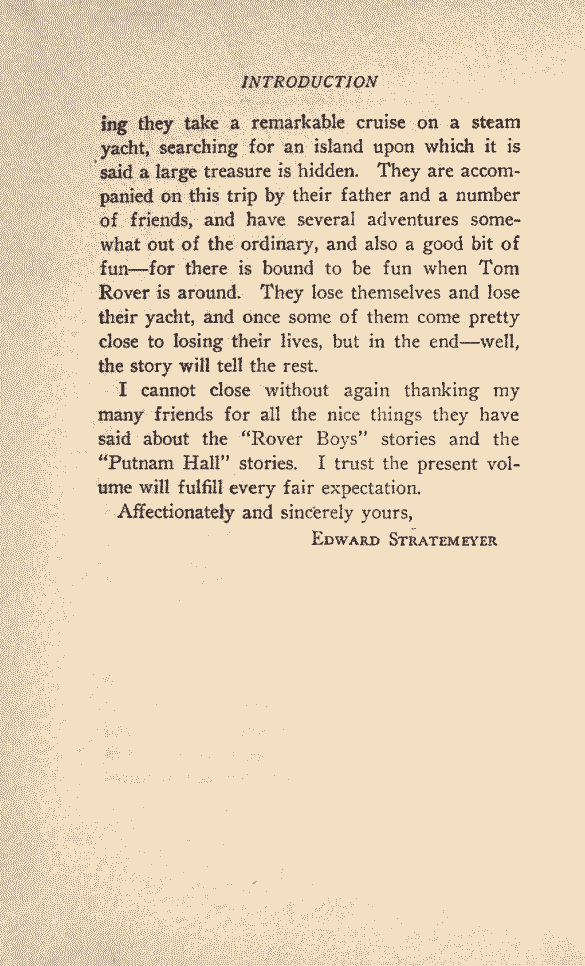 INTRODUCTION
ing they take a remarkable cruise on a steam
yacht, searching for an island upon which it is
said a large treasure is hidden. They are accom-
panied on this trip by their father and a number
of friends, and have several adventures some-
what out of the ordinary, and also a good bit of
fun—for there is bound to be fun when Tom
Rover is around. They lose themselves and lose
their yacht, and once some of them come pretty
close to losing their lives, but in the end—well,
the story will tell the rest.
I cannot close without again thanking my
many friends for all the nice things they have
said about the “Rover Boys” stories and the
“Putnam Hall” stories. I trust the present vol-
ume will fulfill every fair expectation.
Affectionately and sincerely yours,
EDWARD STRATEMEYER